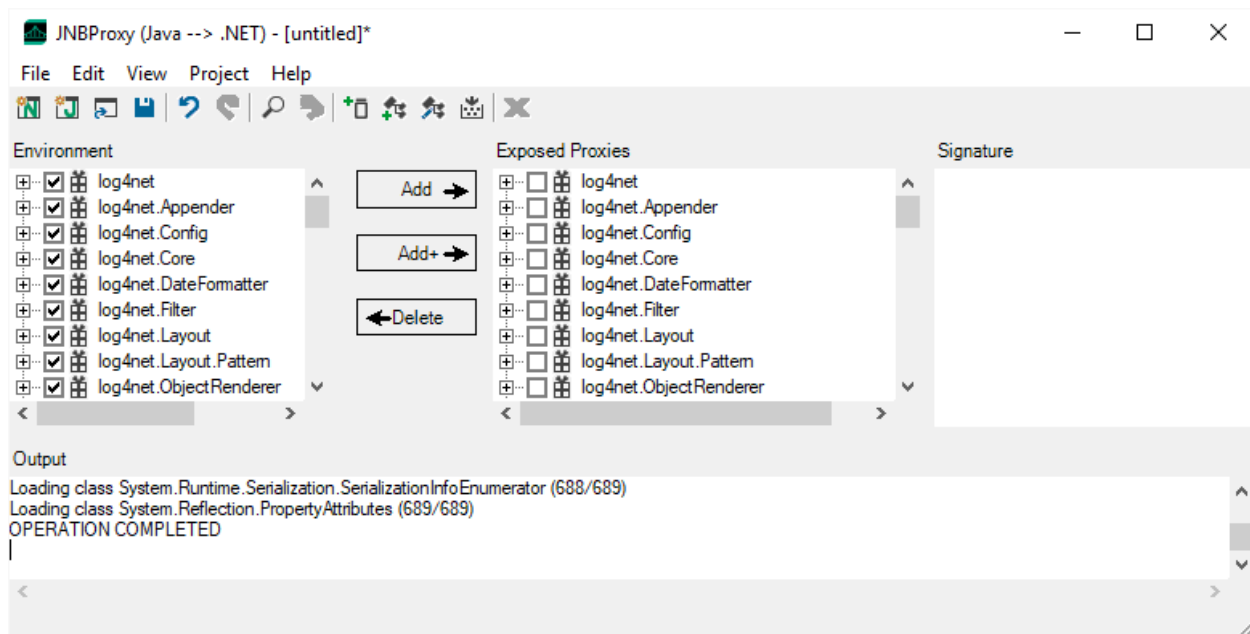 JNBProxy (Java --> .NET) - [untitled]*
File Edit View Project Help
Environment
Exposed Proxies
Signature
log4net
log4net.Appender
log4net.Config
log4net.Core
log4net.DateFormatter
log4net.Filter
log4net.Layout
log4net.Layout.Pattern
log4net.ObjectRenderer
Add
Add+
Delete
log4net
log4net.Appender
log4net.Config
log4net.Core
log4net.DateFormatter
log4net.Filter
log4net.Layout
log4net.Layout.Pattern
log4net.ObjectRenderer
Output
Loading class System.Runtime.Serialization.SerializationInfoEnumerator (688/689)
Loading class System.Reflection.PropertyAttributes (689/689)
OPERATION COMPLETED